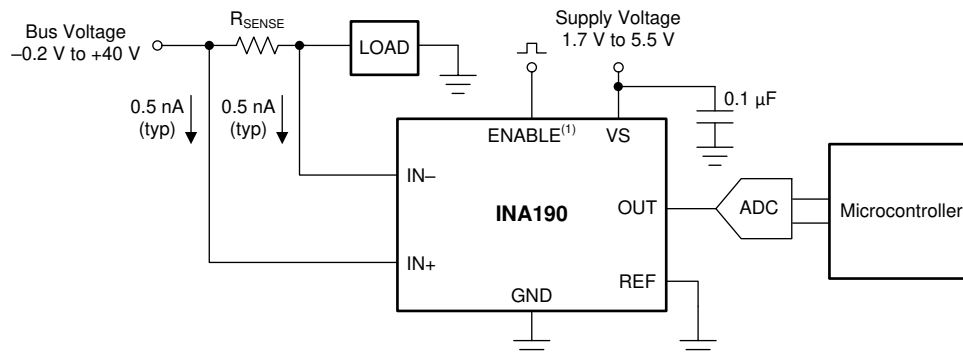 Bus Voltage
–0.2 V to +40 V
R_SENSE
LOAD
Supply Voltage
1.7 V to 5.5 V
0.5 nA
(typ)
0.5 nA
(typ)
0.1 µF
ENABLE(1)
VS
IN–
INA190
OUT
ADC
Microcontroller
IN+
REF
GND